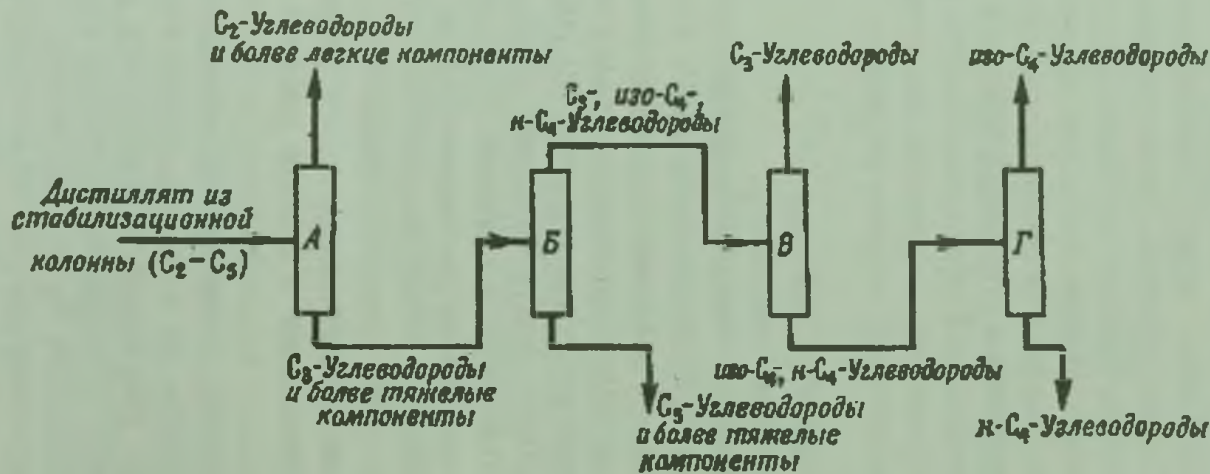 C₂-Углеводороды
и более легкие компоненты
C₃-, изо-C₄-,
н-C₄-Углеводороды
C₃-Углеводороды
изо-C₄-Углеводороды
Дистиллят из
стабилизационной
колонны (C₂–C₅)
А
Б
В
Г
C₃-Углеводороды
и более тяжелые
компоненты
C₅-Углеводороды
и более тяжелые
компоненты
изо-C₄-, н-C₄-Углеводороды
н-C₄-Углеводороды